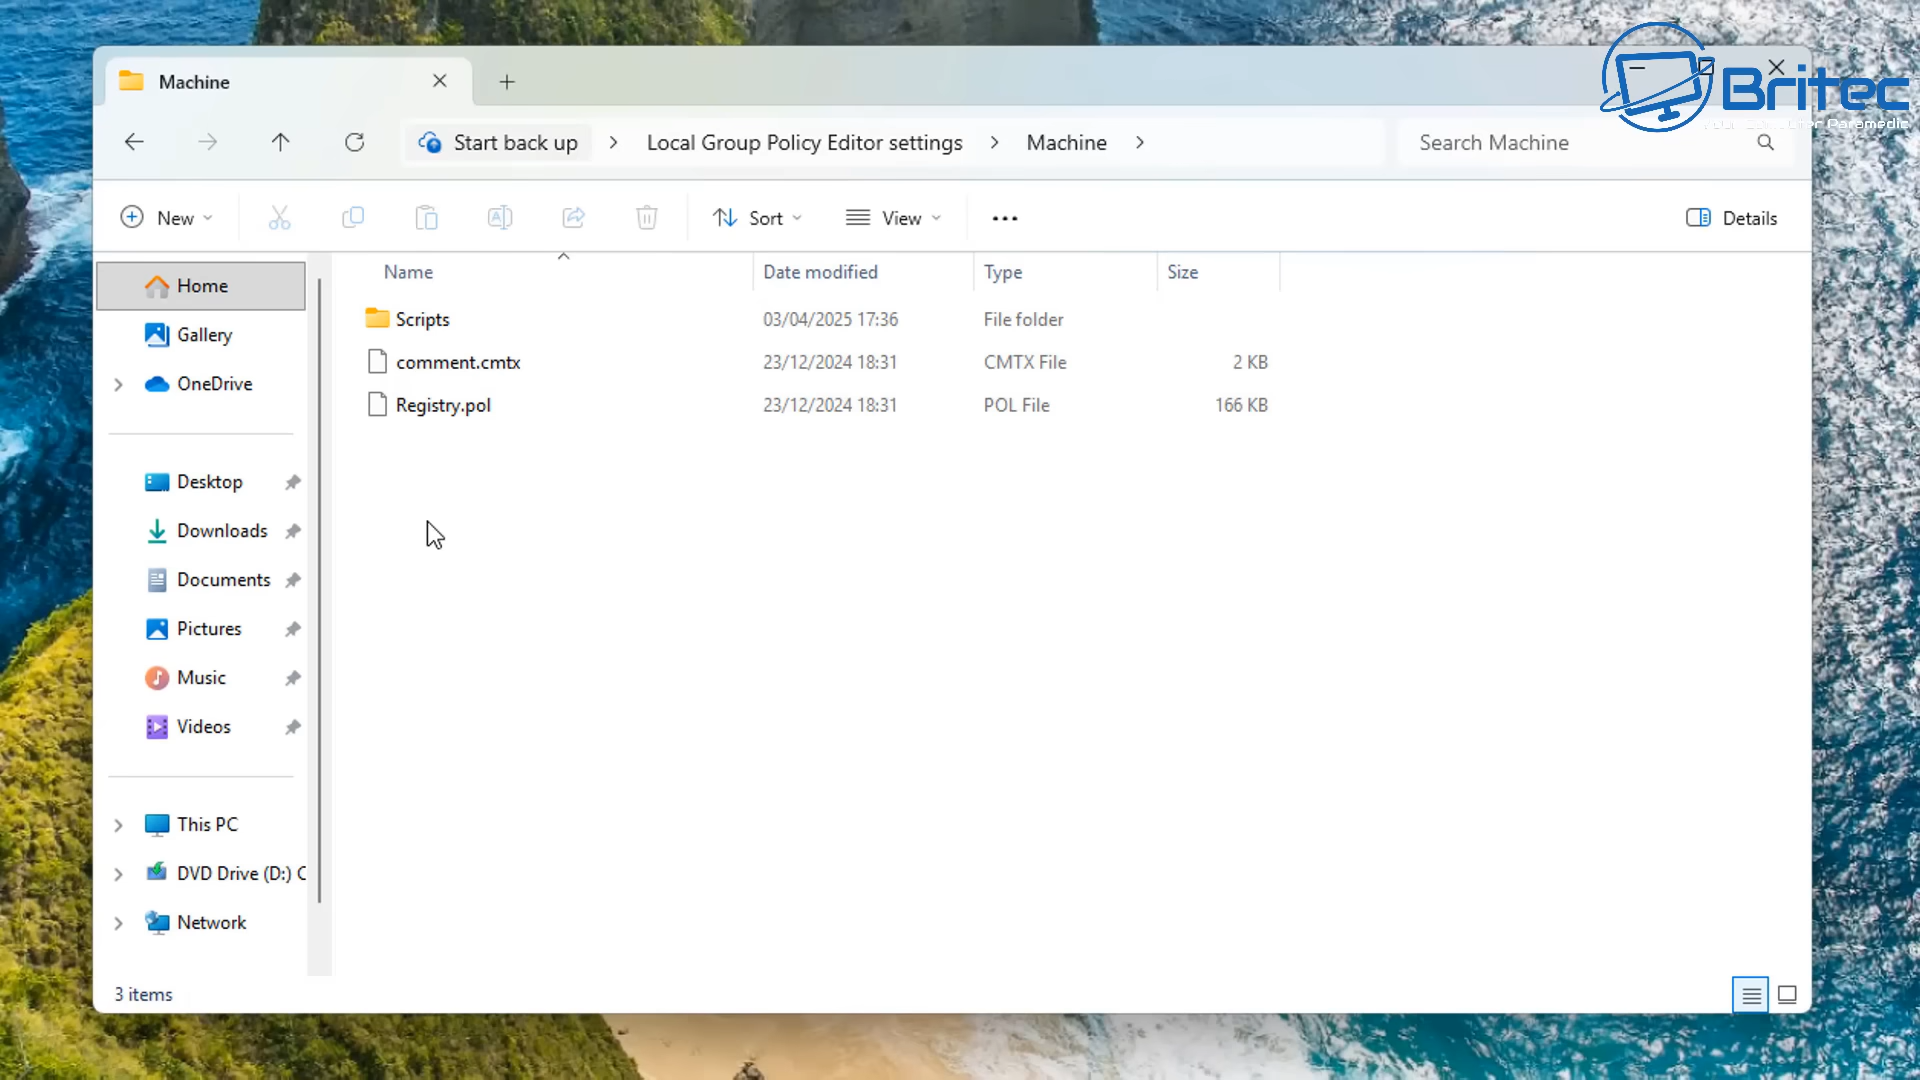 Machine
Britec
Your Computer Paramedic
Start back up
Local Group Policy Editor settings
Machine
Search Machine
New
Sort
View
Details
Name
Date modified
Type
Size
Home
Scripts
03/04/2025 17:36
File folder
Gallery
comment.cmtx
23/12/2024 18:31
CMTX File
2 KB
OneDrive
Registry.pol
23/12/2024 18:31
POL File
166 KB
Desktop
Downloads
Documents
Pictures
Music
Videos
This PC
DVD Drive (D:) C
Network
3 items